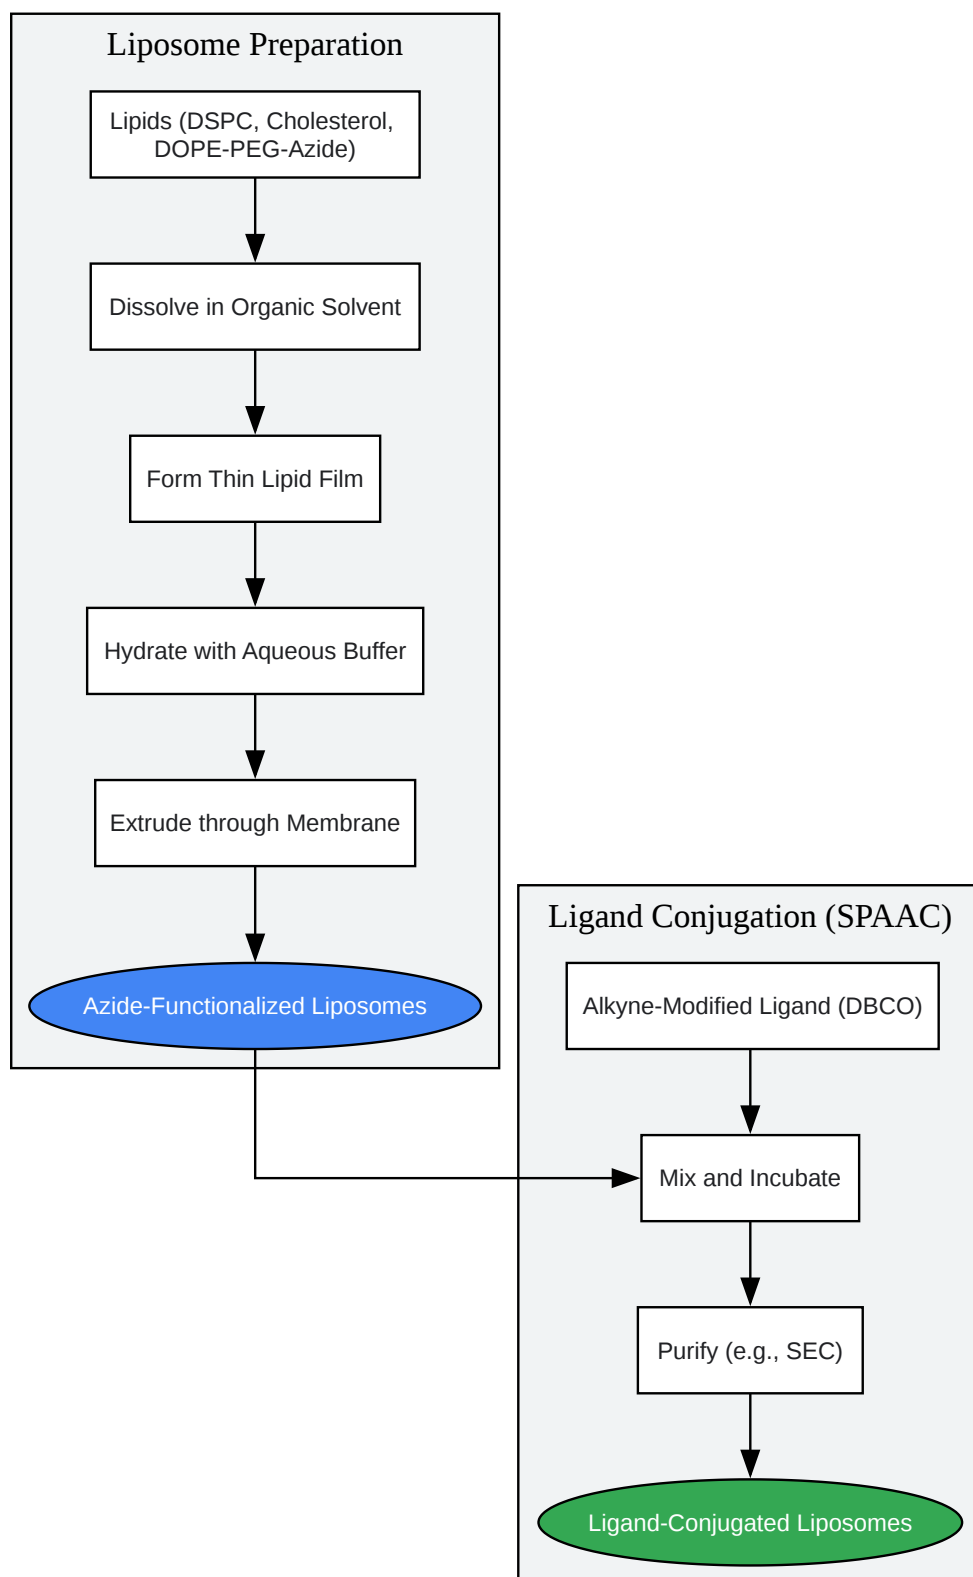 Liposome Preparation
Lipids (DSPC, Cholesterol,
DOPE-PEG-Azide)
Dissolve in Organic Solvent
Form Thin Lipid Film
Hydrate with Aqueous Buffer
Extrude through Membrane
Azide-Functionalized Liposomes
Ligand Conjugation (SPAAC)
Alkyne-Modified Ligand (DBCO)
Mix and Incubate
Purify (e.g., SEC)
Ligand-Conjugated Liposomes